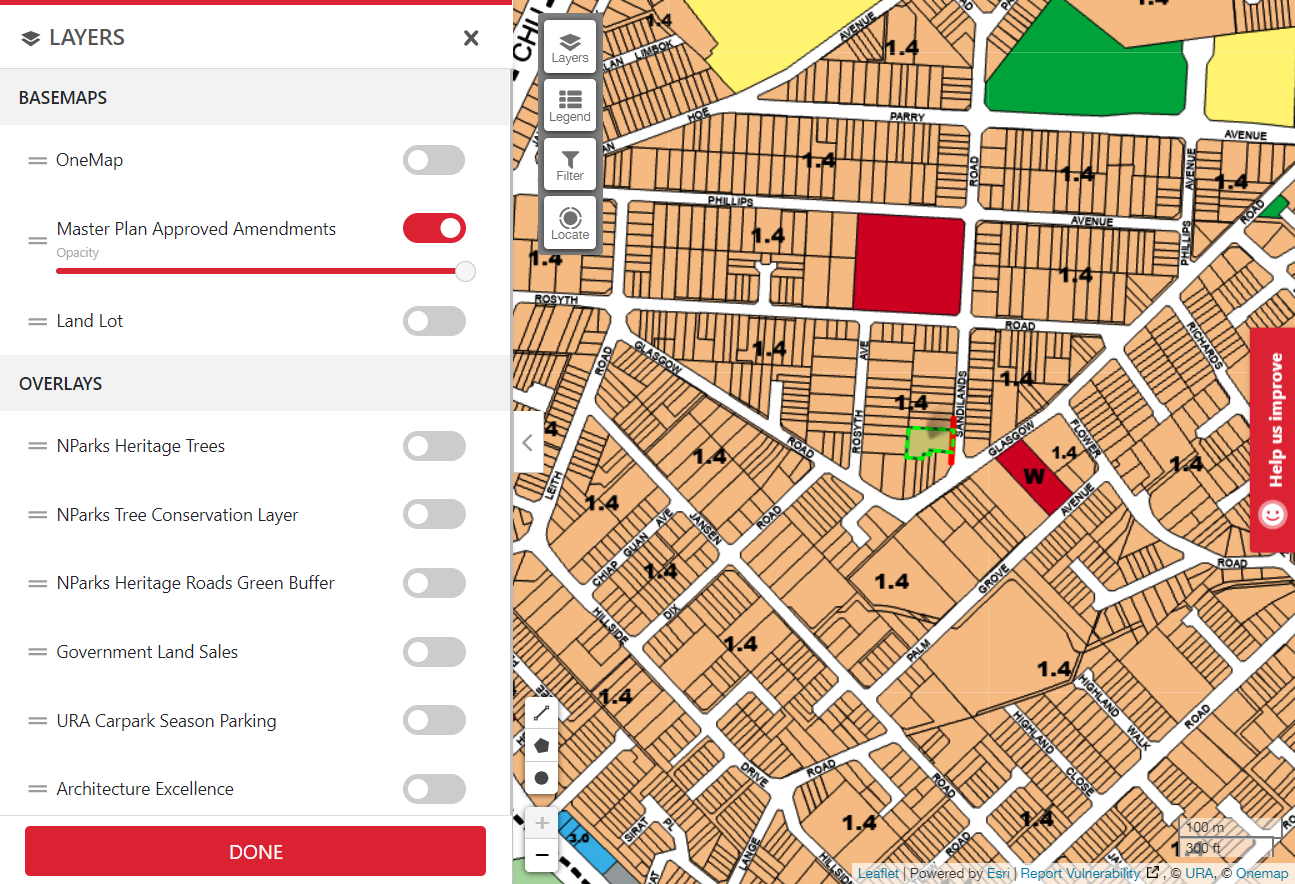 LAYERS
BASEMAPS
OneMap
Master Plan Approved Amendments
Opacity
Land Lot
OVERLAYS
NParks Heritage Trees
NParks Tree Conservation Layer
NParks Heritage Roads Green Buffer
Government Land Sales
URA Carpark Season Parking
Architecture Excellence
DONE
Layers
Legend
Filter
Locate
CHU
1.4
LIMBOK
AVENUE
1.4
1.4
HOE
PARRY
AVENUE
1.4
ROAD
1.4
AVENUE
1.4
PHILLIPS
AVENUE
ROAD
PHILLIPS
1.4
1.4
1.4
ROSYTH
ROAD
RICHARDS
ROAD
GLASGOW
1.4
AVE
1.4
1.4
SANDILANDS
ROSYTH
4
ROAD
GLASGOW
FLOWER
1.4
1.4
1.4
W
LEITH
1.4
AVE
GUAN
CHIAP
JANSEN
ROAD
AVENUE
1.4
1.4
ROAD
GROVE
DIX
HILLSIDE
1.4
PALM
1.4
HIGHLAND
WALK
ROAD
1.4
HIGHLAND
CLOSE
DRIVE
ROAD
ROAD
3.0
SIRAT
PL
LANGE
1.4
1.4
ROAD
HILLSIDE
+
−
100 m
300 ft
Help us improve
Leaflet | Powered by Esri | Report Vulnerability , © URA, © Onemap